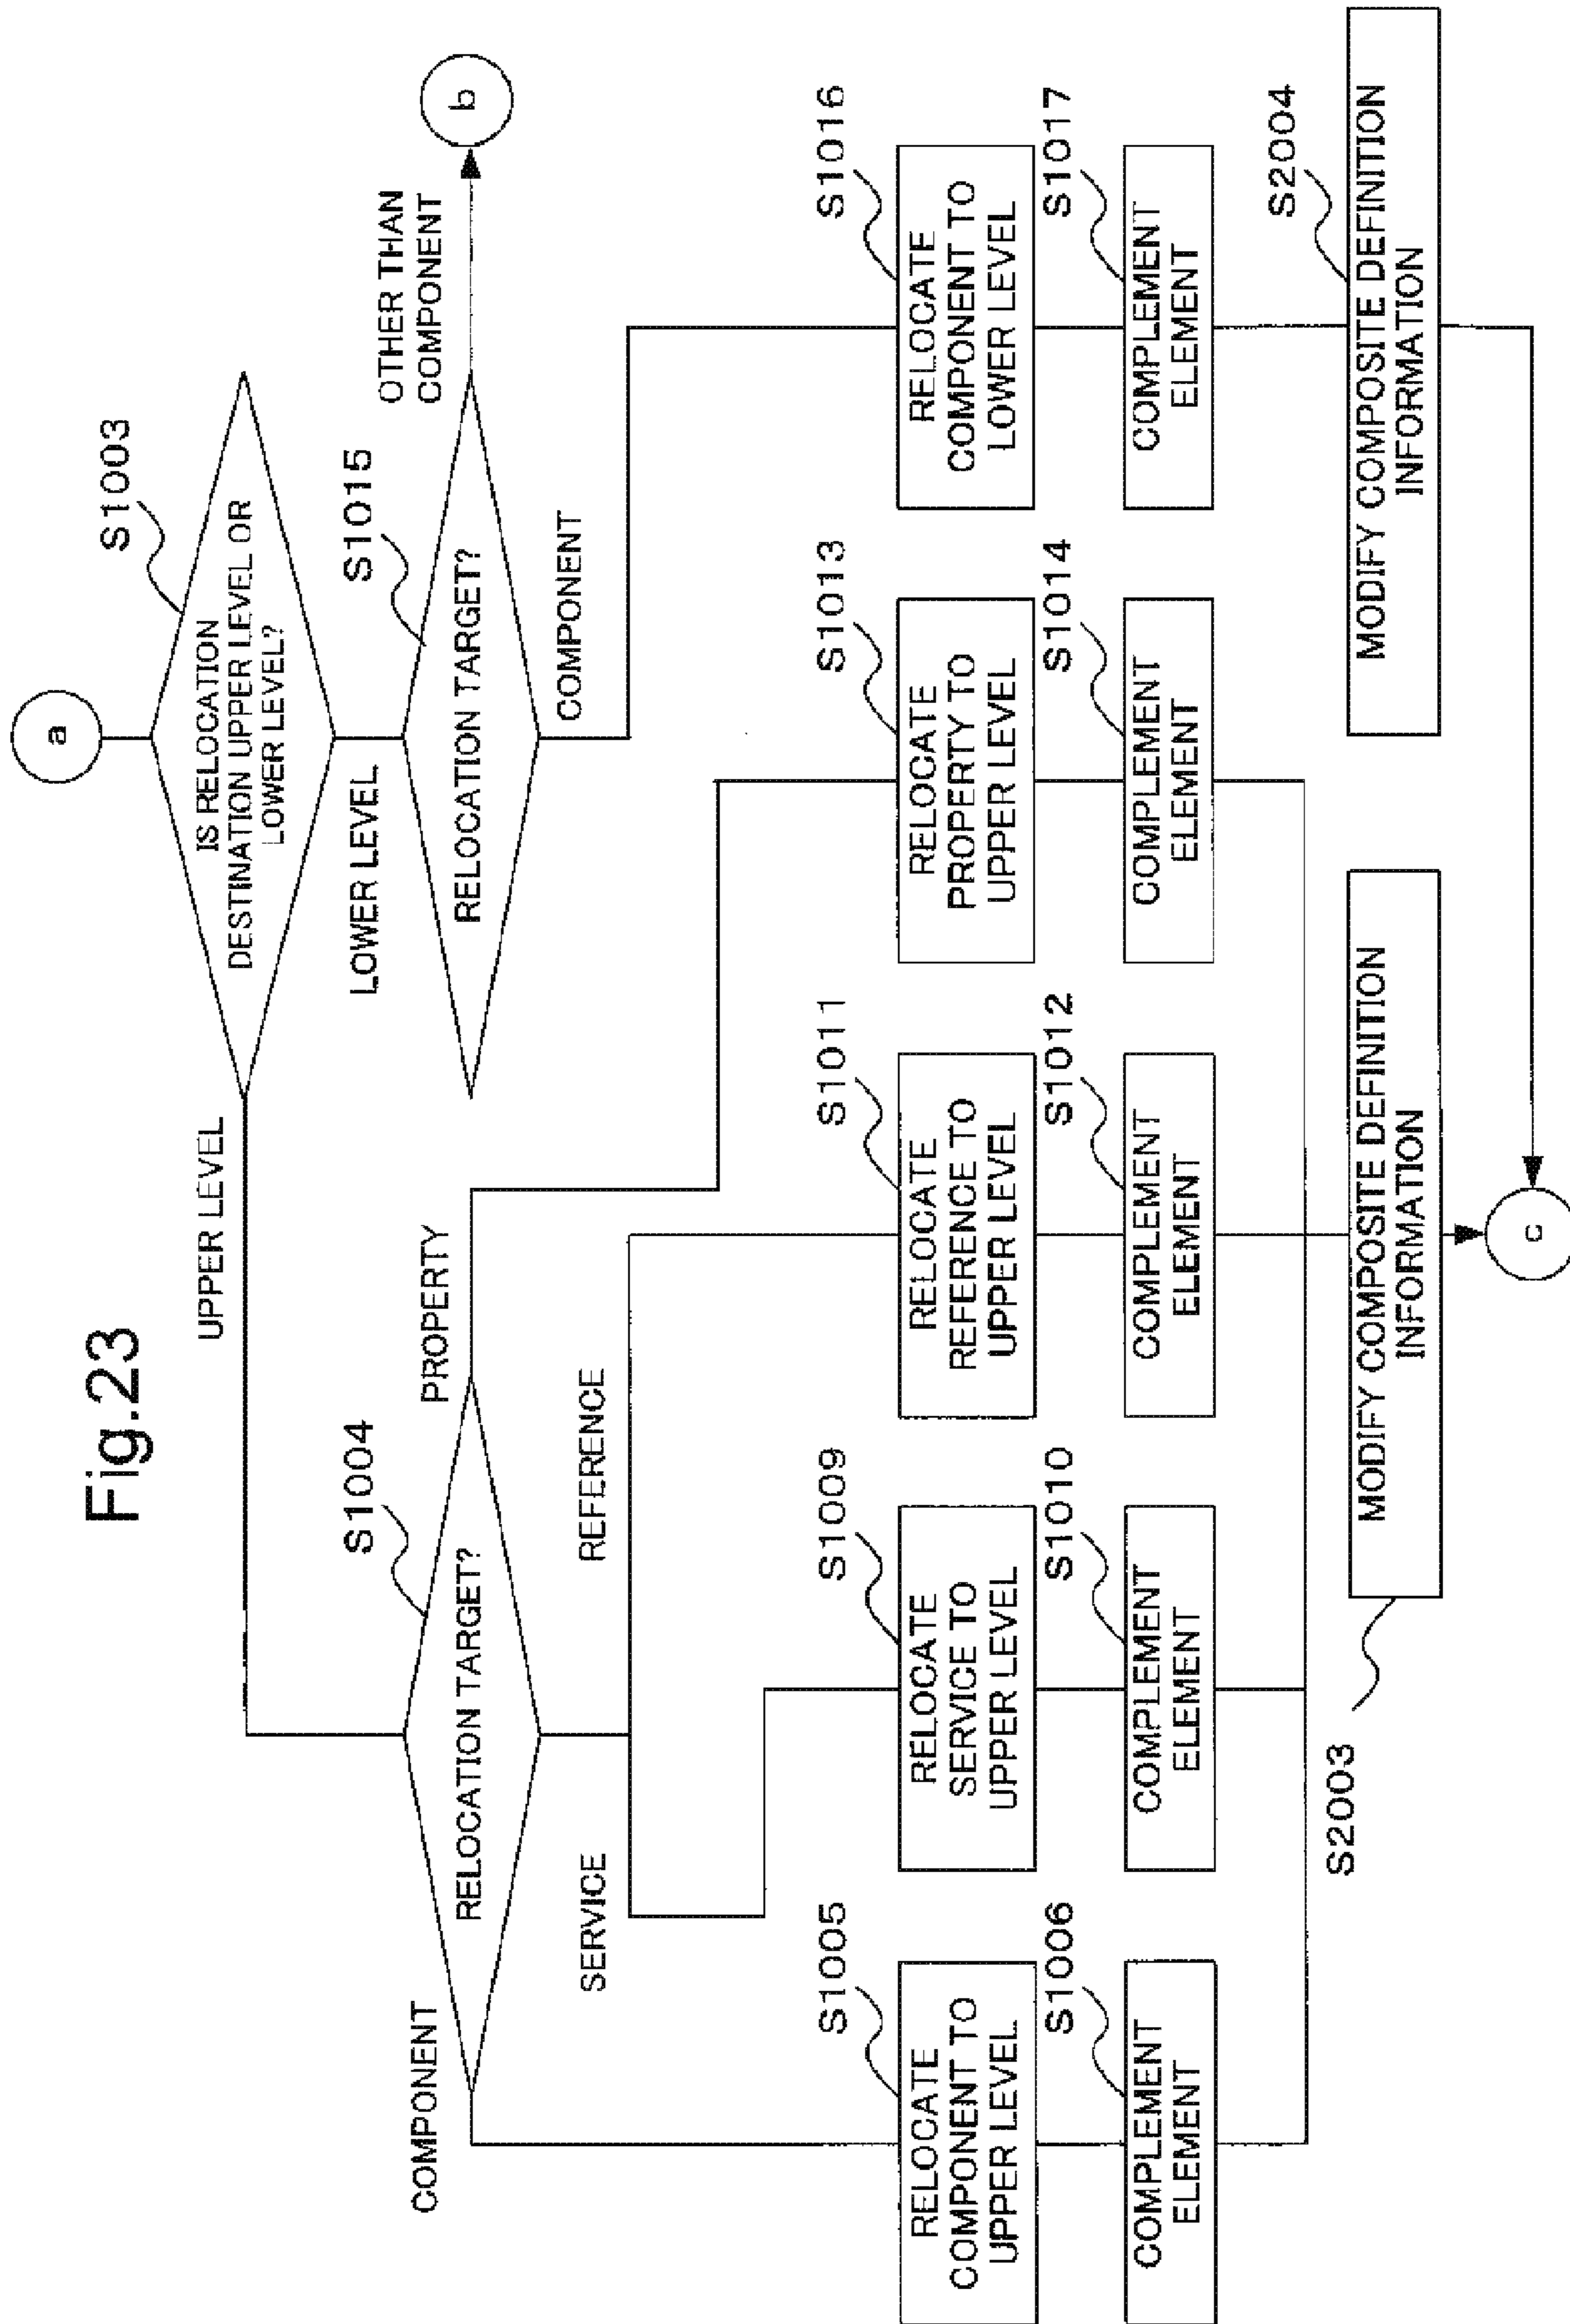 Fig.23
a
IS RELOCATION
DESTINATION UPPER LEVEL OR
LOWER LEVEL?
S1003
UPPER LEVEL
LOWER LEVEL
RELOCATION TARGET?
S1004
RELOCATION TARGET?
S1015
OTHER THAN
COMPONENT
b
COMPONENT
SERVICE
REFERENCE
PROPERTY
COMPONENT
RELOCATE
COMPONENT TO
UPPER LEVEL
S1005
RELOCATE
SERVICE TO
UPPER LEVEL
S1009
RELOCATE
REFERENCE TO
UPPER LEVEL
S1011
RELOCATE
PROPERTY TO
UPPER LEVEL
S1013
RELOCATE
COMPONENT TO
LOWER LEVEL
S1016
COMPLEMENT
ELEMENT
S1006
COMPLEMENT
ELEMENT
S1010
COMPLEMENT
ELEMENT
S1012
COMPLEMENT
ELEMENT
S1014
COMPLEMENT
ELEMENT
S1017
S2003
MODIFY COMPOSITE DEFINITION
INFORMATION
MODIFY COMPOSITE DEFINITION
INFORMATION
S2004
c